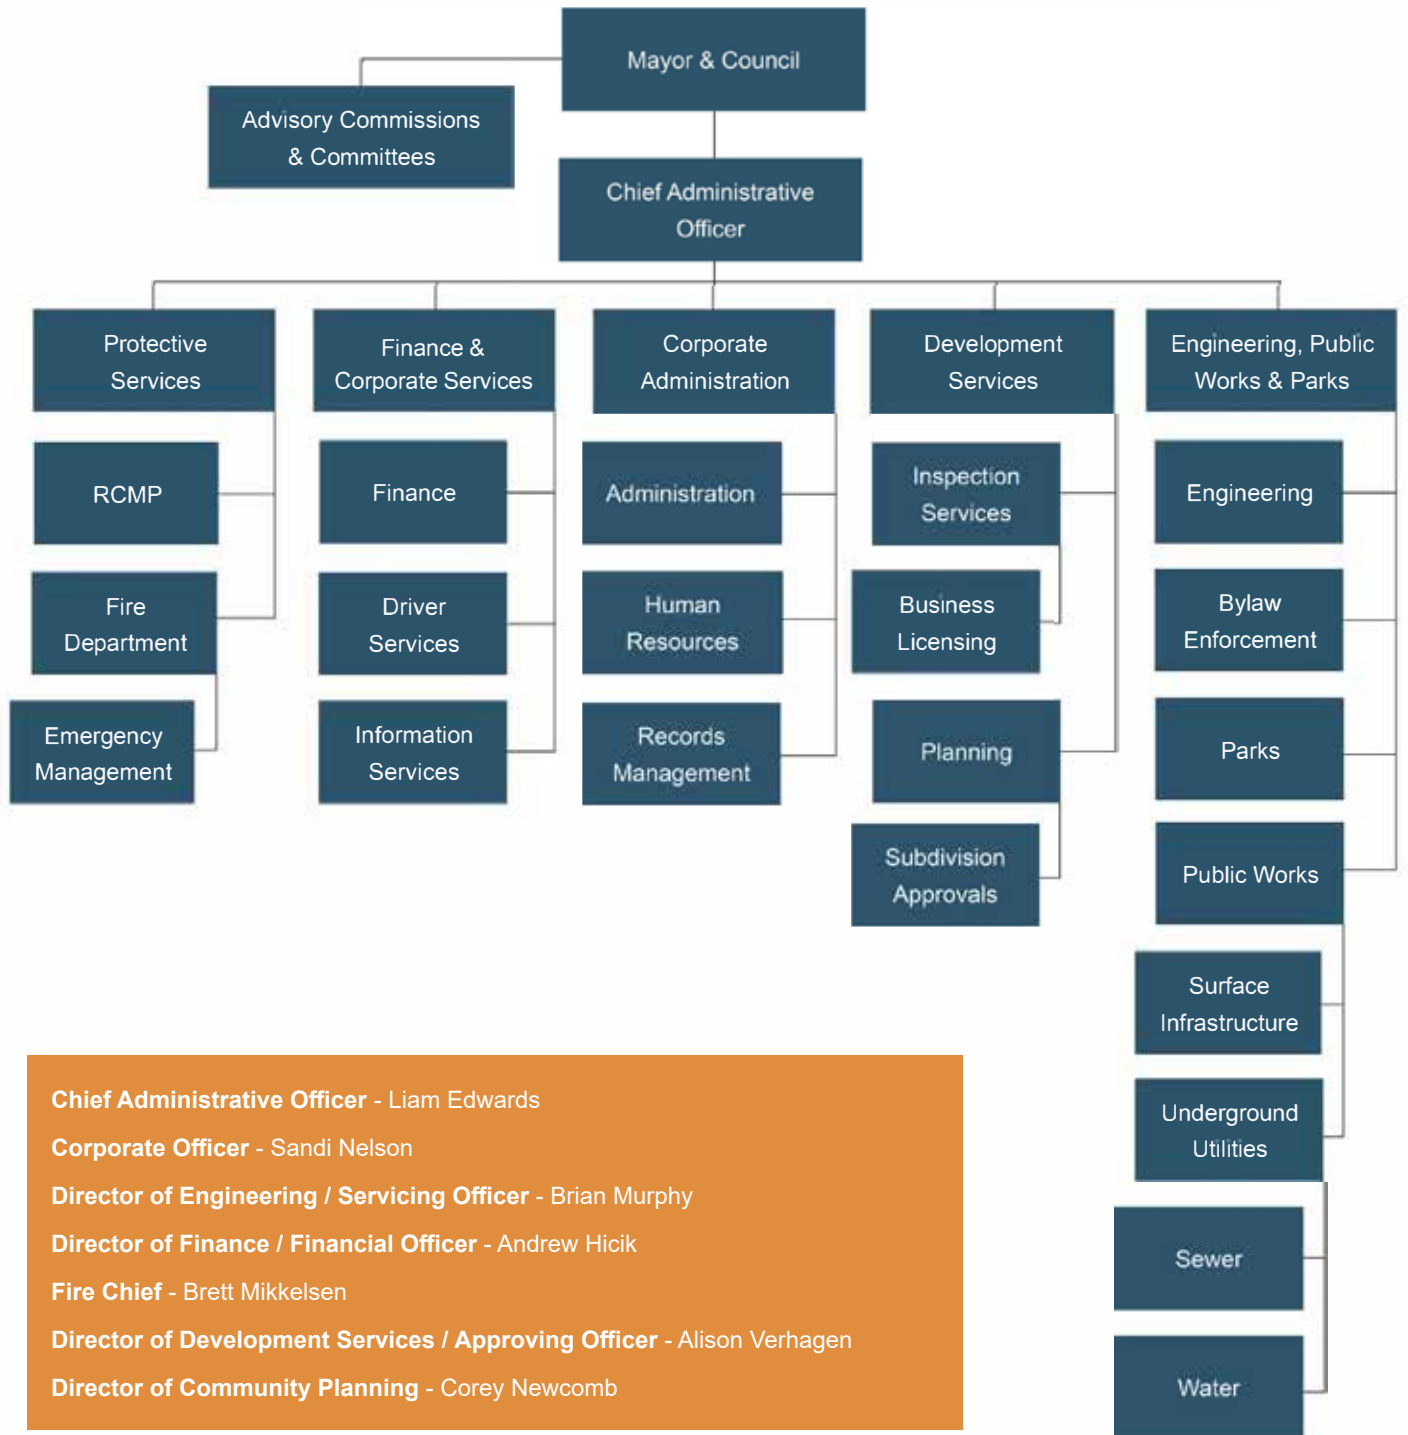 Mayor & Council
Advisory Commissions
& Committees
Chief Administrative
Officer
Protective
Services
Finance &
Corporate Services
Corporate
Administration
Development
Services
Engineering, Public
Works & Parks
RCMP
Finance
Administration
Inspection
Services
Engineering
Fire
Department
Driver
Services
Human
Resources
Business
Licensing
Bylaw
Enforcement
Emergency
Management
Information
Services
Records
Management
Planning
Parks
Subdivision
Approvals
Public Works
Surface
Infrastructure
Underground
Utilities
Sewer
Water
Chief Administrative Officer - Liam Edwards
Corporate Officer - Sandi Nelson
Director of Engineering / Servicing Officer - Brian Murphy
Director of Finance / Financial Officer - Andrew Hicik
Fire Chief - Brett Mikkelsen
Director of Development Services / Approving Officer - Alison Verhagen
Director of Community Planning - Corey Newcomb